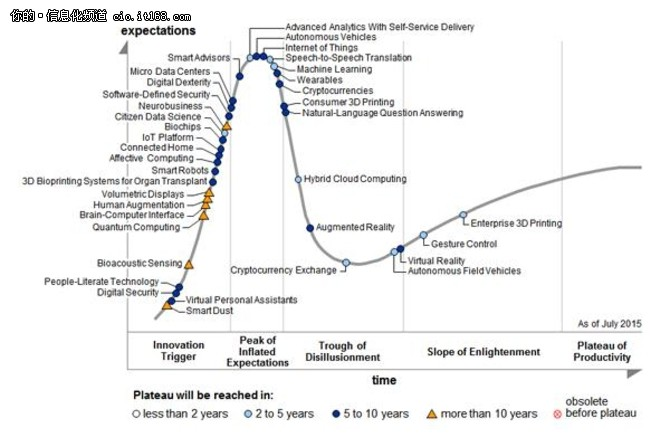 你的·信息化频道 cio.it168.com
expectations
Advanced Analytics With Self-Service Delivery
Autonomous Vehicles
Internet of Things
Smart Advisors
Speech-to-Speech Translation
Machine Learning
Micro Data Centers
Wearables
Digital Dexterity
Cryptocurrencies
Software-Defined Security
Consumer 3D Printing
Neurobusiness
Natural-Language Question Answering
Citizen Data Science
Biochips
IoT Platform
Connected Home
Affective Computing
Smart Robots
Hybrid Cloud Computing
3D Bioprinting Systems for Organ Transplant
Volumetric Displays
Human Augmentation
Brain-Computer Interface
Quantum Computing
Augmented Reality
Enterprise 3D Printing
Gesture Control
Bioacoustic Sensing
Virtual Reality
Cryptocurrency Exchange
Autonomous Field Vehicles
People-Literate Technology
Digital Security
Virtual Personal Assistants
Smart Dust
As of July 2015
Innovation
Trigger
Peak of
Inflated
Expectations
Trough of
Disillusionment
Slope of Enlightenment
Plateau of
Productivity
time
Plateau will be reached in:
less than 2 years
2 to 5 years
5 to 10 years
more than 10 years
obsolete
before plateau